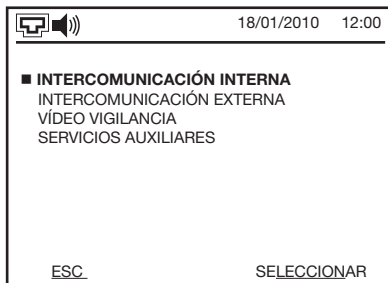 18/01/2010 12:00
■ INTERCOMUNICACIÓN INTERNA
INTERCOMUNICACIÓN EXTERNA
VÍDEO VIGILANCIA
SERVICIOS AUXILIARES
ESC SELECCIONAR